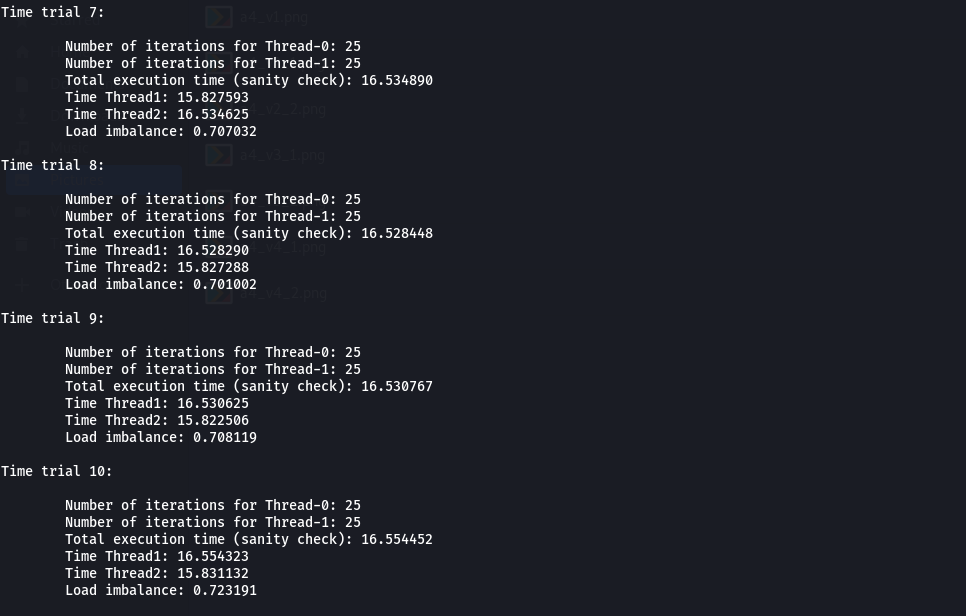 Time trial 7:
Number of iterations for Thread-0: 25
Number of iterations for Thread-1: 25
Total execution time (sanity check): 16.534890
Time Thread1: 15.827593
Time Thread2: 16.534625
Load imbalance: 0.707032
Time trial 8:
Number of iterations for Thread-0: 25
Number of iterations for Thread-1: 25
Total execution time (sanity check): 16.528448
Time Thread1: 16.528290
Time Thread2: 15.827288
Load imbalance: 0.701002
Time trial 9:
Number of iterations for Thread-0: 25
Number of iterations for Thread-1: 25
Total execution time (sanity check): 16.530767
Time Thread1: 16.530625
Time Thread2: 15.822506
Load imbalance: 0.708119
Time trial 10:
Number of iterations for Thread-0: 25
Number of iterations for Thread-1: 25
Total execution time (sanity check): 16.554452
Time Thread1: 16.554323
Time Thread2: 15.831132
Load imbalance: 0.723191